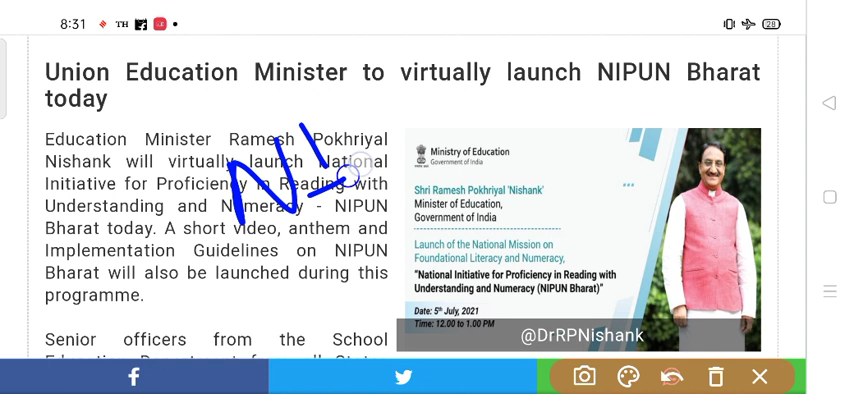 8:31 TH 28
Union Education Minister to virtually launch NIPUN Bharat
today
Education Minister Ramesh Pokhriyal
Nishank will virtually launch National
Initiative for Proficiency in Reading with
Understanding and Numeracy - NIPUN
Bharat today. A short video, anthem and
Implementation Guidelines on NIPUN
Bharat will also be launched during this
programme.
Senior officers from the School
Ministry of Education
Government of India
Shri Ramesh Pokhriyal 'Nishank'
Minister of Education,
Government of India
Launch of the National Mission on
Foundational Literacy and Numeracy,
"National Initiative for Proficiency in Reading with
Understanding and Numeracy (NIPUN Bharat)"
Date: 5th July, 2021
Time: 12.00 to 1.00 PM
@DrRPNishank